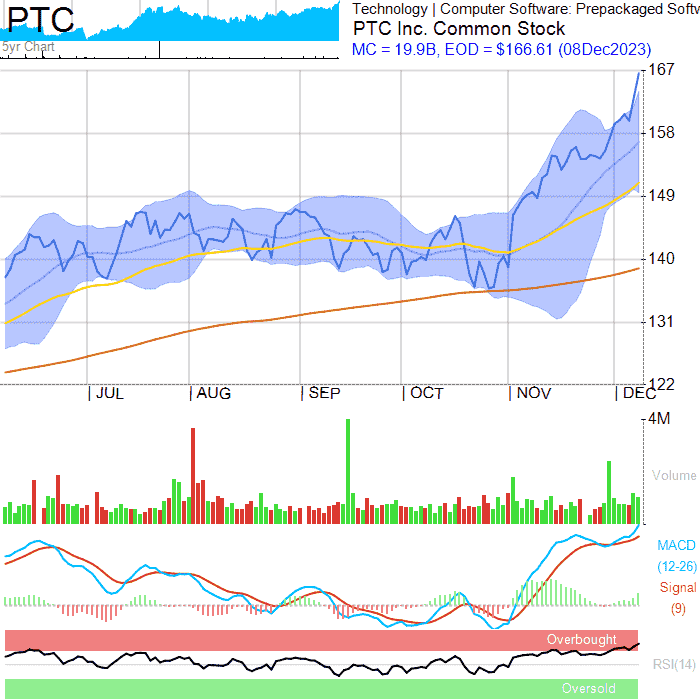 PTC
5yr Chart
Technology | Computer Software: Prepackaged Softw
PTC Inc. Common Stock
MC = 19.9B, EOD = $166.61 (08Dec2023)
167
158
149
140
131
122
JUL
AUG
SEP
OCT
NOV
DEC
4M
Volume
MACD
(12-26)
Signal
(9)
Overbought
RSI(14)
Oversold